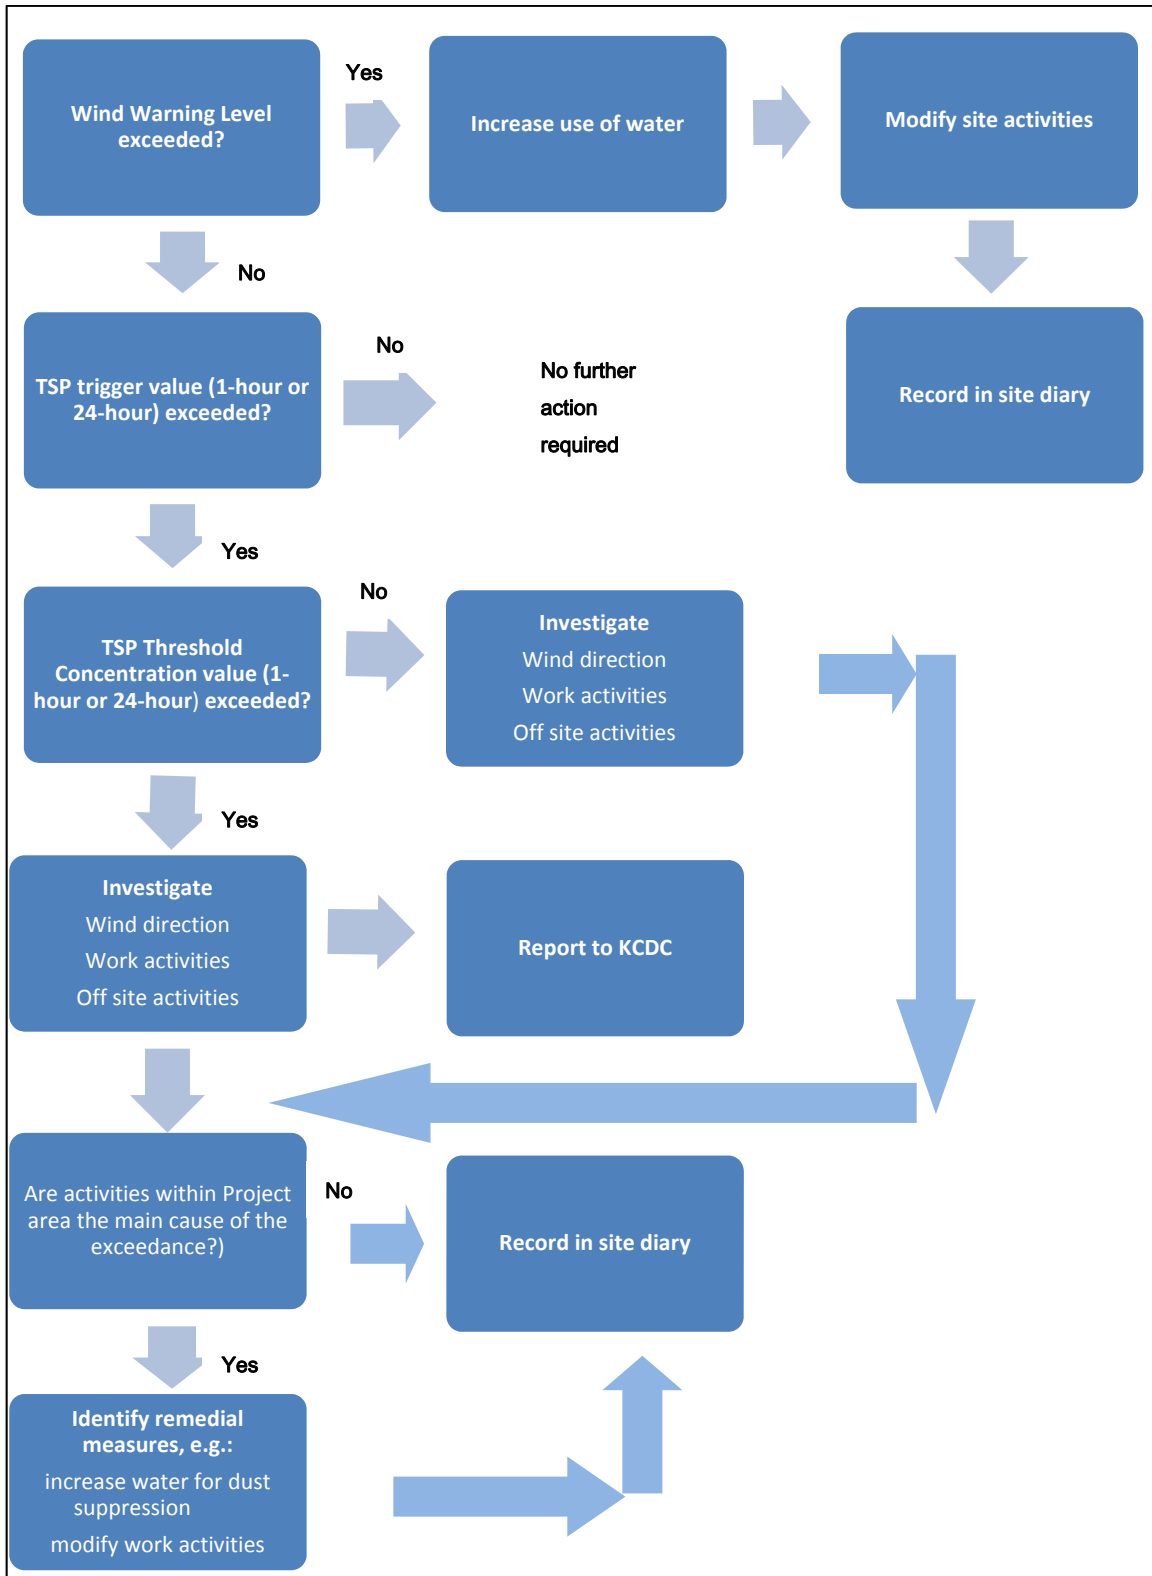 Wind Warning Level
exceeded?
Yes
Increase use of water
Modify site activities
No
Record in site diary
TSP trigger value (1-hour or
24-hour) exceeded?
No
No further
action
required
Yes
TSP Threshold
Concentration value (1-
hour or 24-hour) exceeded?
No
Investigate
Wind direction
Work activities
Off site activities
Yes
Investigate
Wind direction
Work activities
Off site activities
Report to KCDC
Are activities within Project
area the main cause of the
exceedance?)
No
Record in site diary
Yes
Identify remedial
measures, e.g.:
increase water for dust
suppression
modify work activities